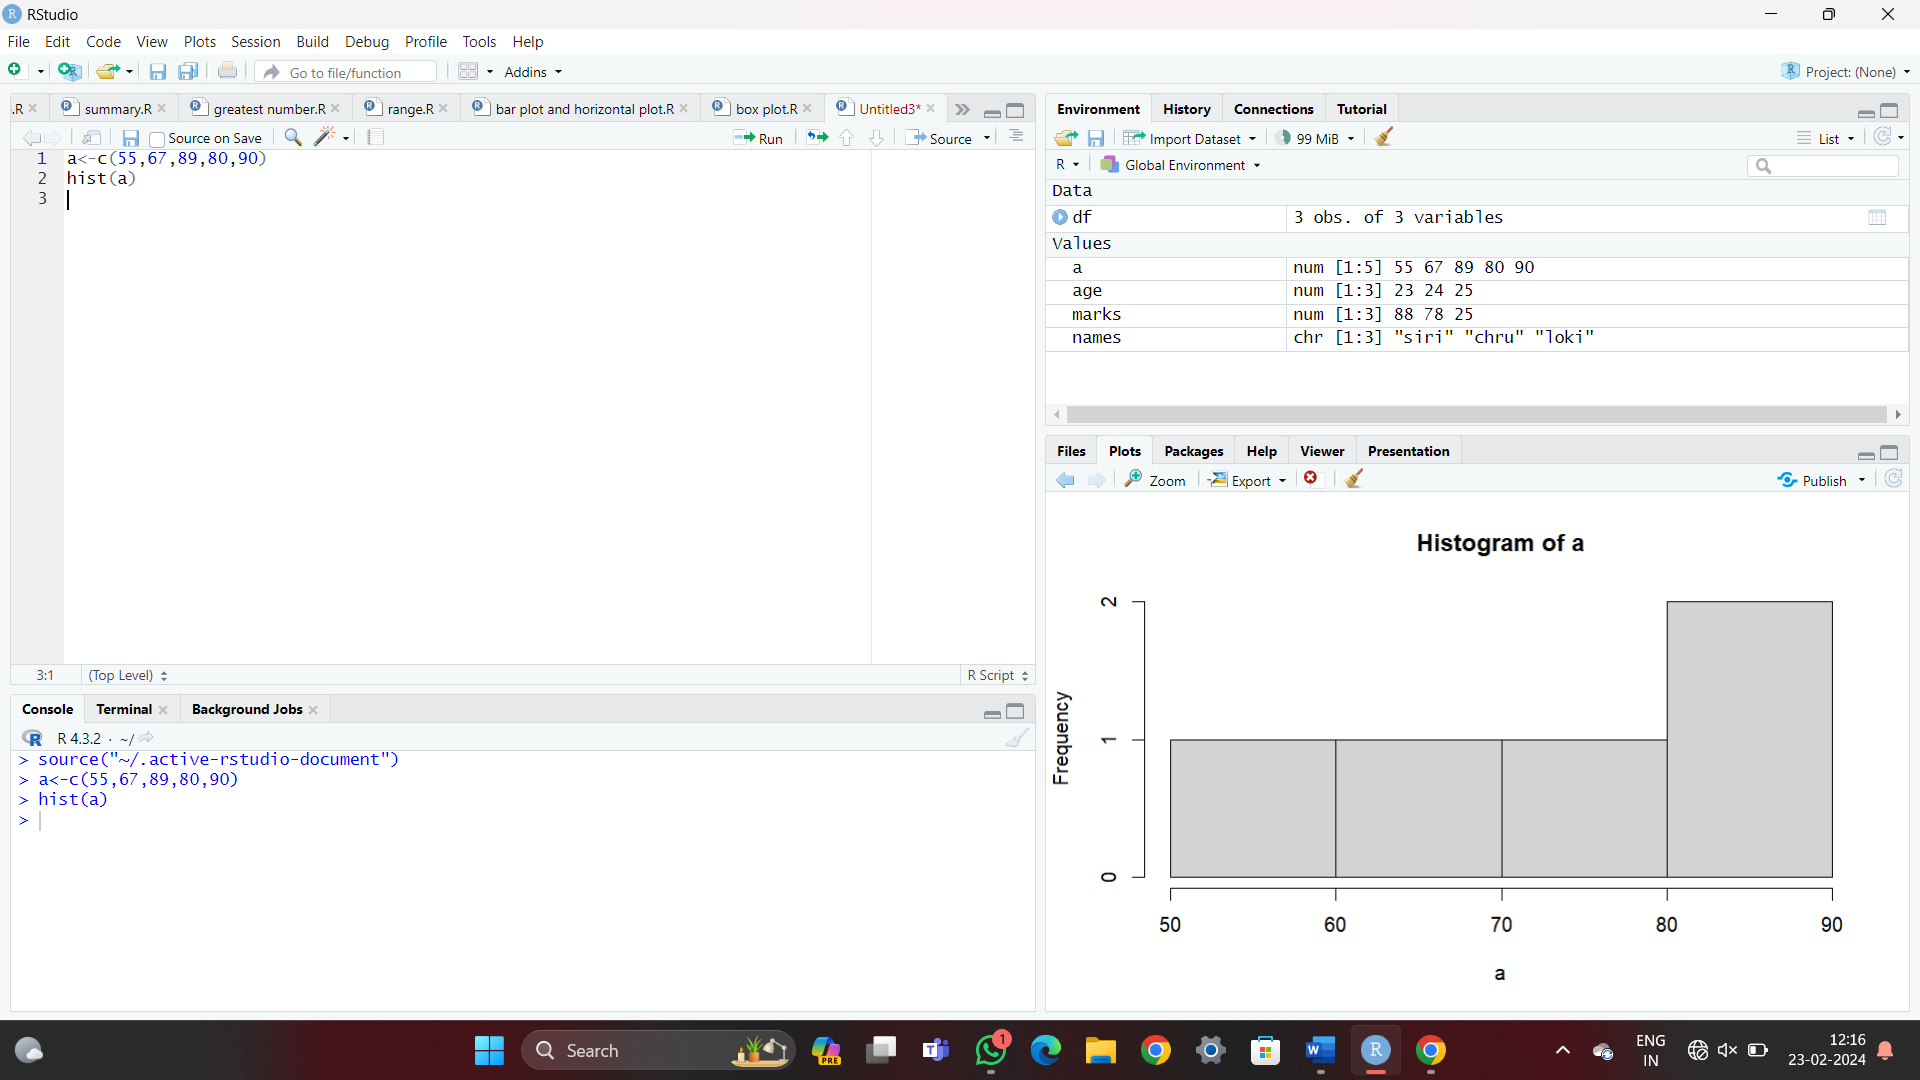 RStudio
File Edit Code View Plots Session Build Debug Profile Tools Help
Go to file/function Addins Project: (None)
.R summary.R greatest number.R range.R bar plot and horizontal plot.R box plot.R Untitled3*
Source on Save Run Source
1 a<-c(55,67,89,80,90)
2 hist(a)
3
3:1 (Top Level) R Script
Console Terminal Background Jobs
R 4.3.2 · ~/
> source("~/.active-rstudio-document")
> a<-c(55,67,89,80,90)
> hist(a)
>
Environment History Connections Tutorial
Import Dataset 99 MiB List
R Global Environment
Data
df 3 obs. of 3 variables
Values
a num [1:5] 55 67 89 80 90
age num [1:3] 23 24 25
marks num [1:3] 88 78 25
names chr [1:3] "siri" "chru" "loki"
Files Plots Packages Help Viewer Presentation
Zoom Export Publish
Histogram of a
2
1
0
Frequency
50 60 70 80 90
a
Search PRE 1 ENG
IN
12:16
23-02-2024